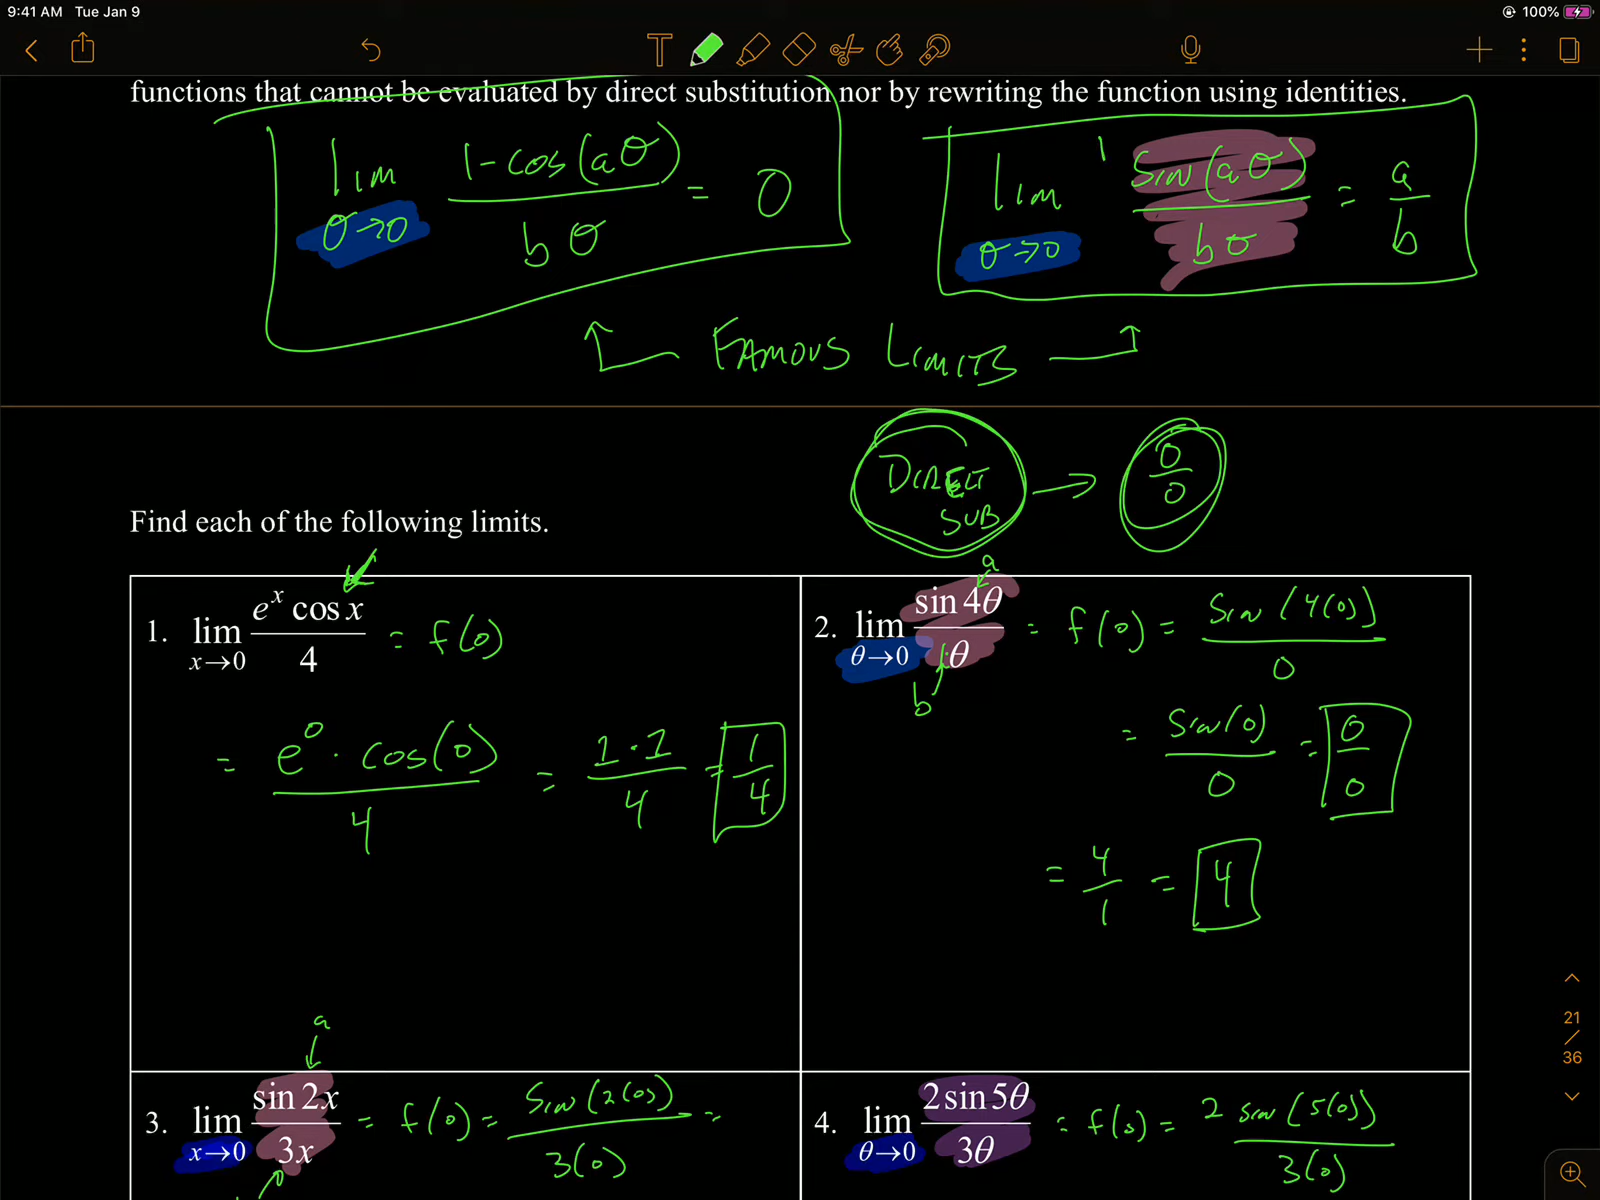 9:41 AM Tue Jan 9
100%
functions that cannot be evaluated by direct substitution nor by rewriting the function using identities.
lim θ→0 1-cos(aθ)/bθ = 0
lim θ→0 sin(aθ)/bθ = a/b
FAMOUS LIMITS
DIRECT SUB → 0/0
Find each of the following limits.
1. lim x→0 e^x cos x/4 = f(0)
= e^0 · cos(0)/4 = 1·1/4 = 1/4
a
2. lim θ→0 sin 4θ/1θ = f(0) = sin(4(0))/0
b
= sin(0)/0 = 0/0
= 4/1 = 4
a
3. lim x→0 sin 2x/3x = f(0) = sin(2(0))/3(0) =
4. lim θ→0 2 sin 5θ/3θ = f(0) = 2 sin(5(0))/3(0)
21
/
36